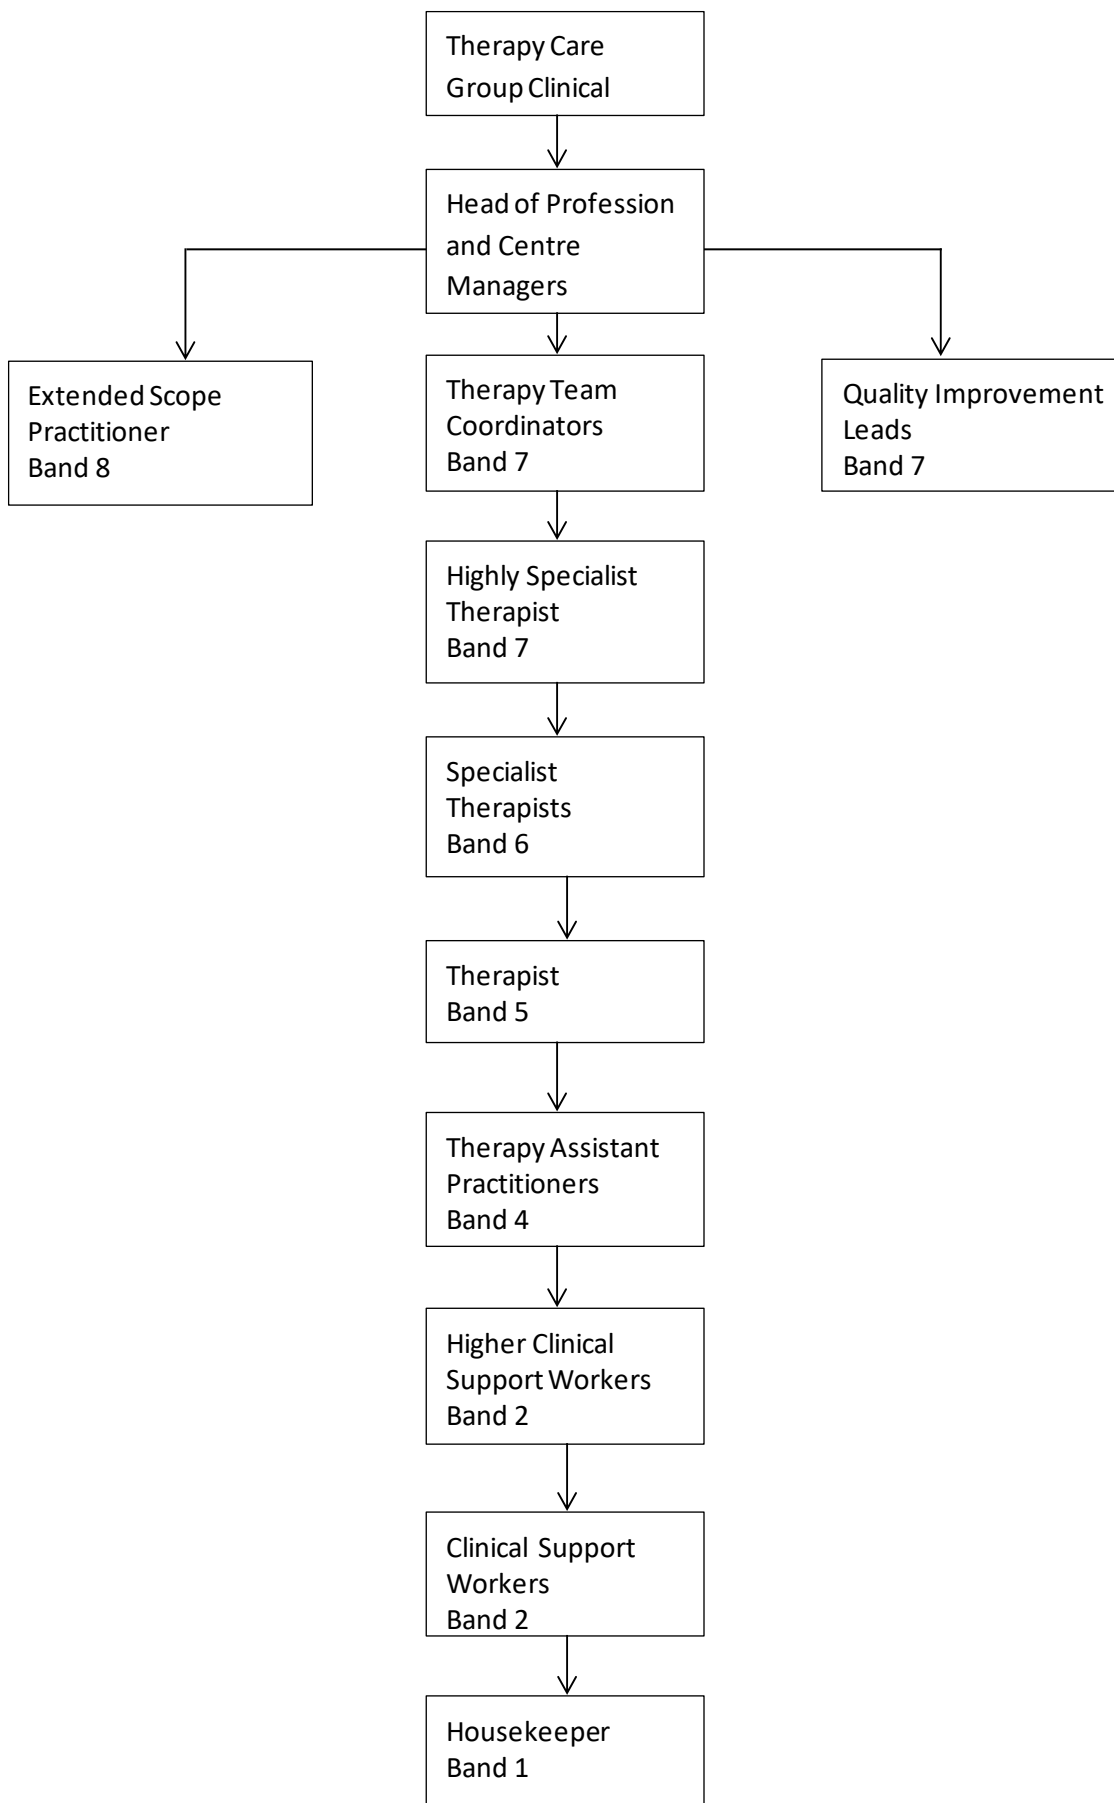 Therapy Care
Group Clinical
Head of Profession
and Centre
Managers
Extended Scope
Practitioner
Band 8
Therapy Team
Coordinators
Band 7
Quality Improvement
Leads
Band 7
Highly Specialist
Therapist
Band 7
Specialist
Therapists
Band 6
Therapist
Band 5
Therapy Assistant
Practitioners
Band 4
Higher Clinical
Support Workers
Band 2
Clinical Support
Workers
Band 2
Housekeeper
Band 1